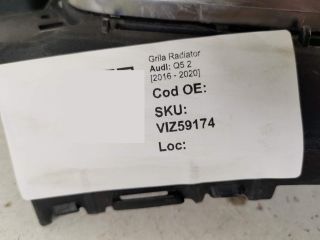 Grila Radiator
Audi: Q5 2
[2016 - 2020]
Cod OE:
SKU:
VIZ59174
Loc: